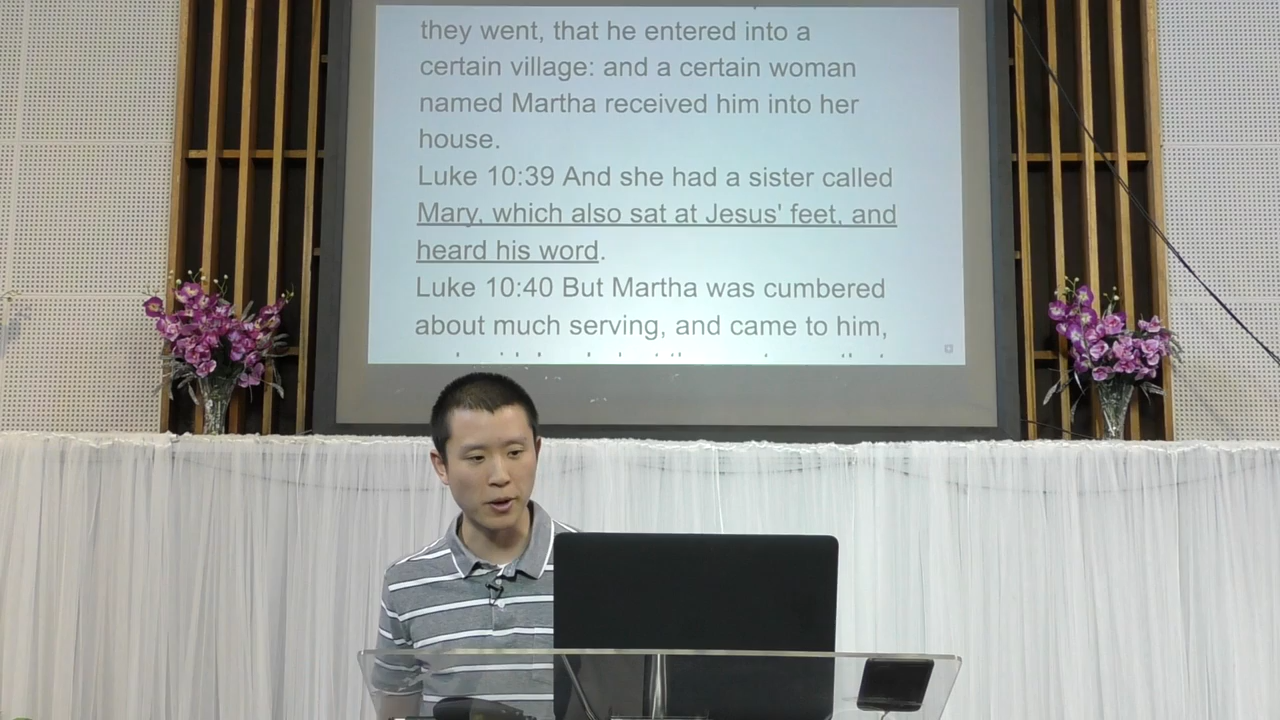 they went, that he entered into a
certain village: and a certain woman
named Martha received him into her
house.
Luke 10:39 And she had a sister called
Mary, which also sat at Jesus' feet, and
heard his word.
Luke 10:40 But Martha was cumbered
about much serving, and came to him,